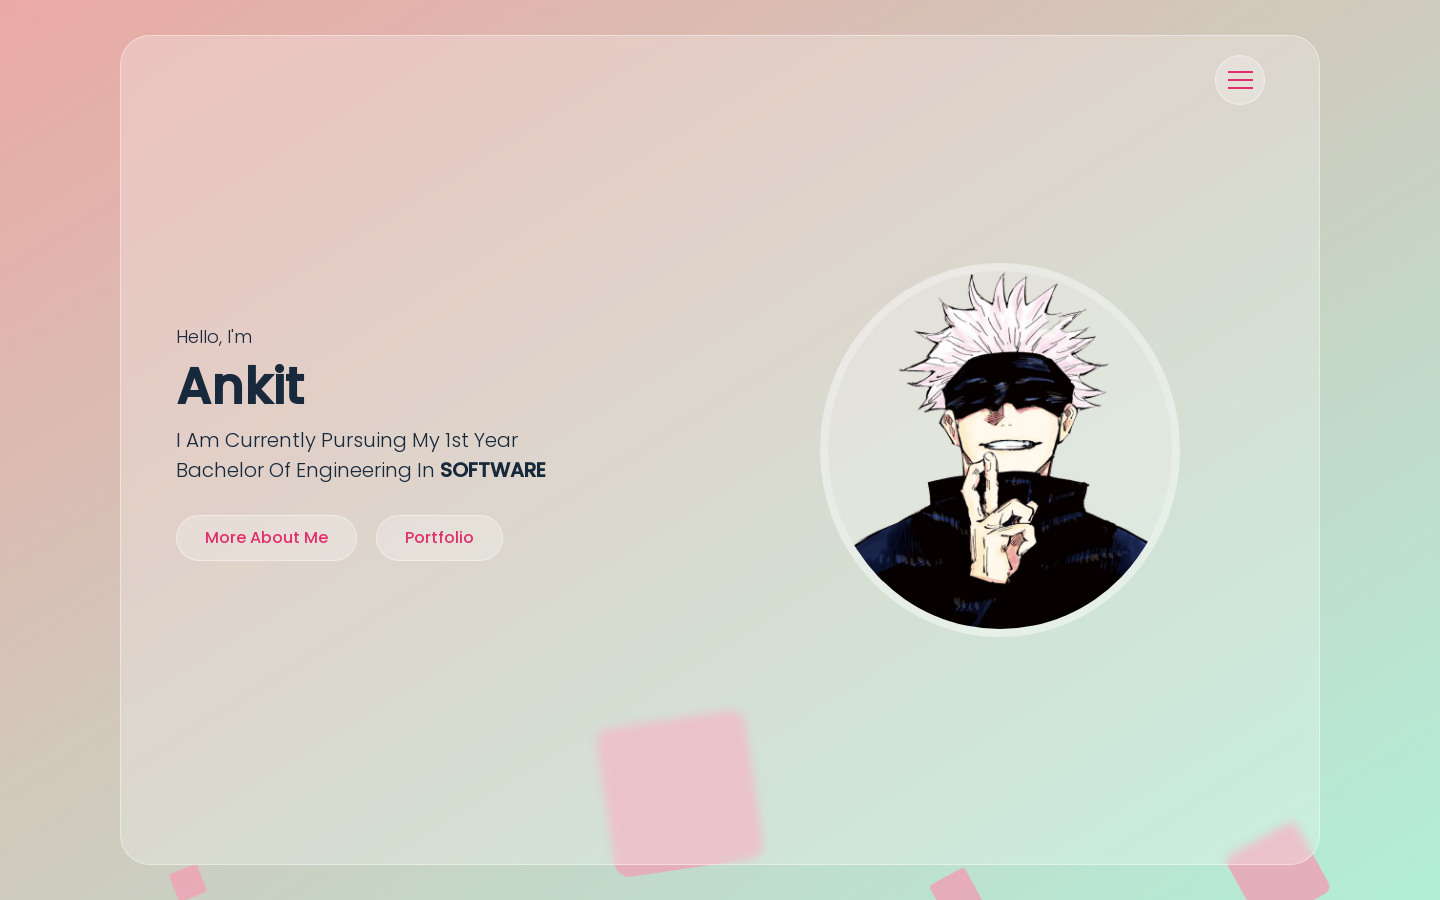 Hello, I'm
Ankit
I Am Currently Pursuing My 1st Year
Bachelor Of Engineering In SOFTWARE
More About Me
Portfolio